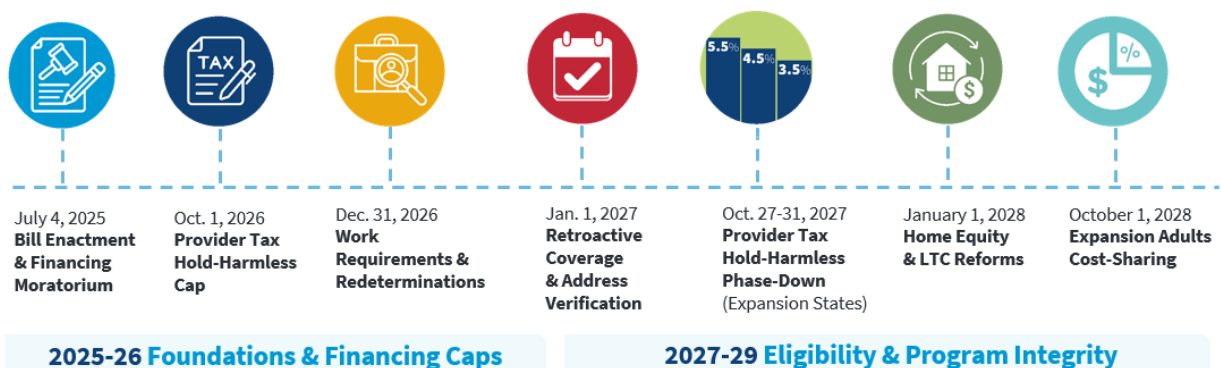 TAX
5.5%
4.5%
3.5%
$
$
%
July 4, 2025
Bill Enactment
& Financing
Moratorium
Oct. 1, 2026
Provider Tax
Hold-Harmless
Cap
Dec. 31, 2026
Work
Requirements &
Redeterminations
Jan. 1, 2027
Retroactive
Coverage
& Address
Verification
Oct. 27-31, 2027
Provider Tax
Hold-Harmless
Phase-Down
(Expansion States)
January 1, 2028
Home Equity
& LTC Reforms
October 1, 2028
Expansion Adults
Cost-Sharing
2025-26 Foundations & Financing Caps
2027-29 Eligibility & Program Integrity